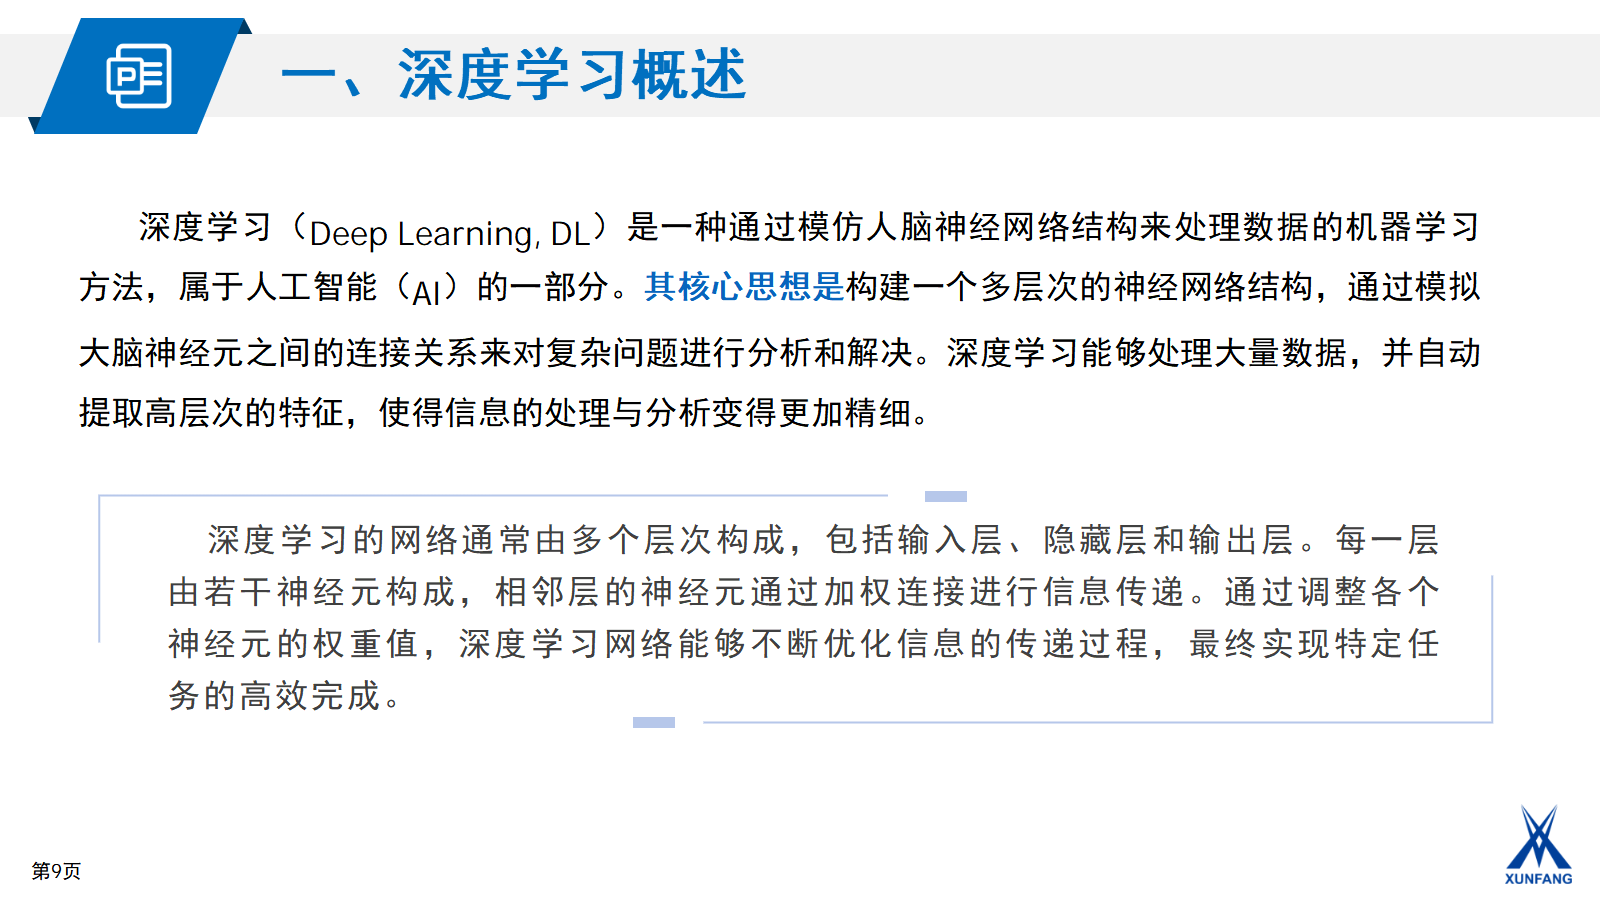 一、深度学习概述
深度学习（Deep Learning, DL）是一种通过模仿人脑神经网络结构来处理数据的机器学习
方法，属于人工智能（AI）的一部分。其核心思想是构建一个多层次的神经网络结构，通过模拟
大脑神经元之间的连接关系来对复杂问题进行分析和解决。深度学习能够处理大量数据，并自动
提取高层次的特征，使得信息的处理与分析变得更加精细。
深度学习的网络通常由多个层次构成，包括输入层、隐藏层和输出层。每一层
由若干神经元构成，相邻层的神经元通过加权连接进行信息传递。通过调整各个
神经元的权重值，深度学习网络能够不断优化信息的传递过程，最终实现特定任
务的高效完成。
第9页
XUNFANG